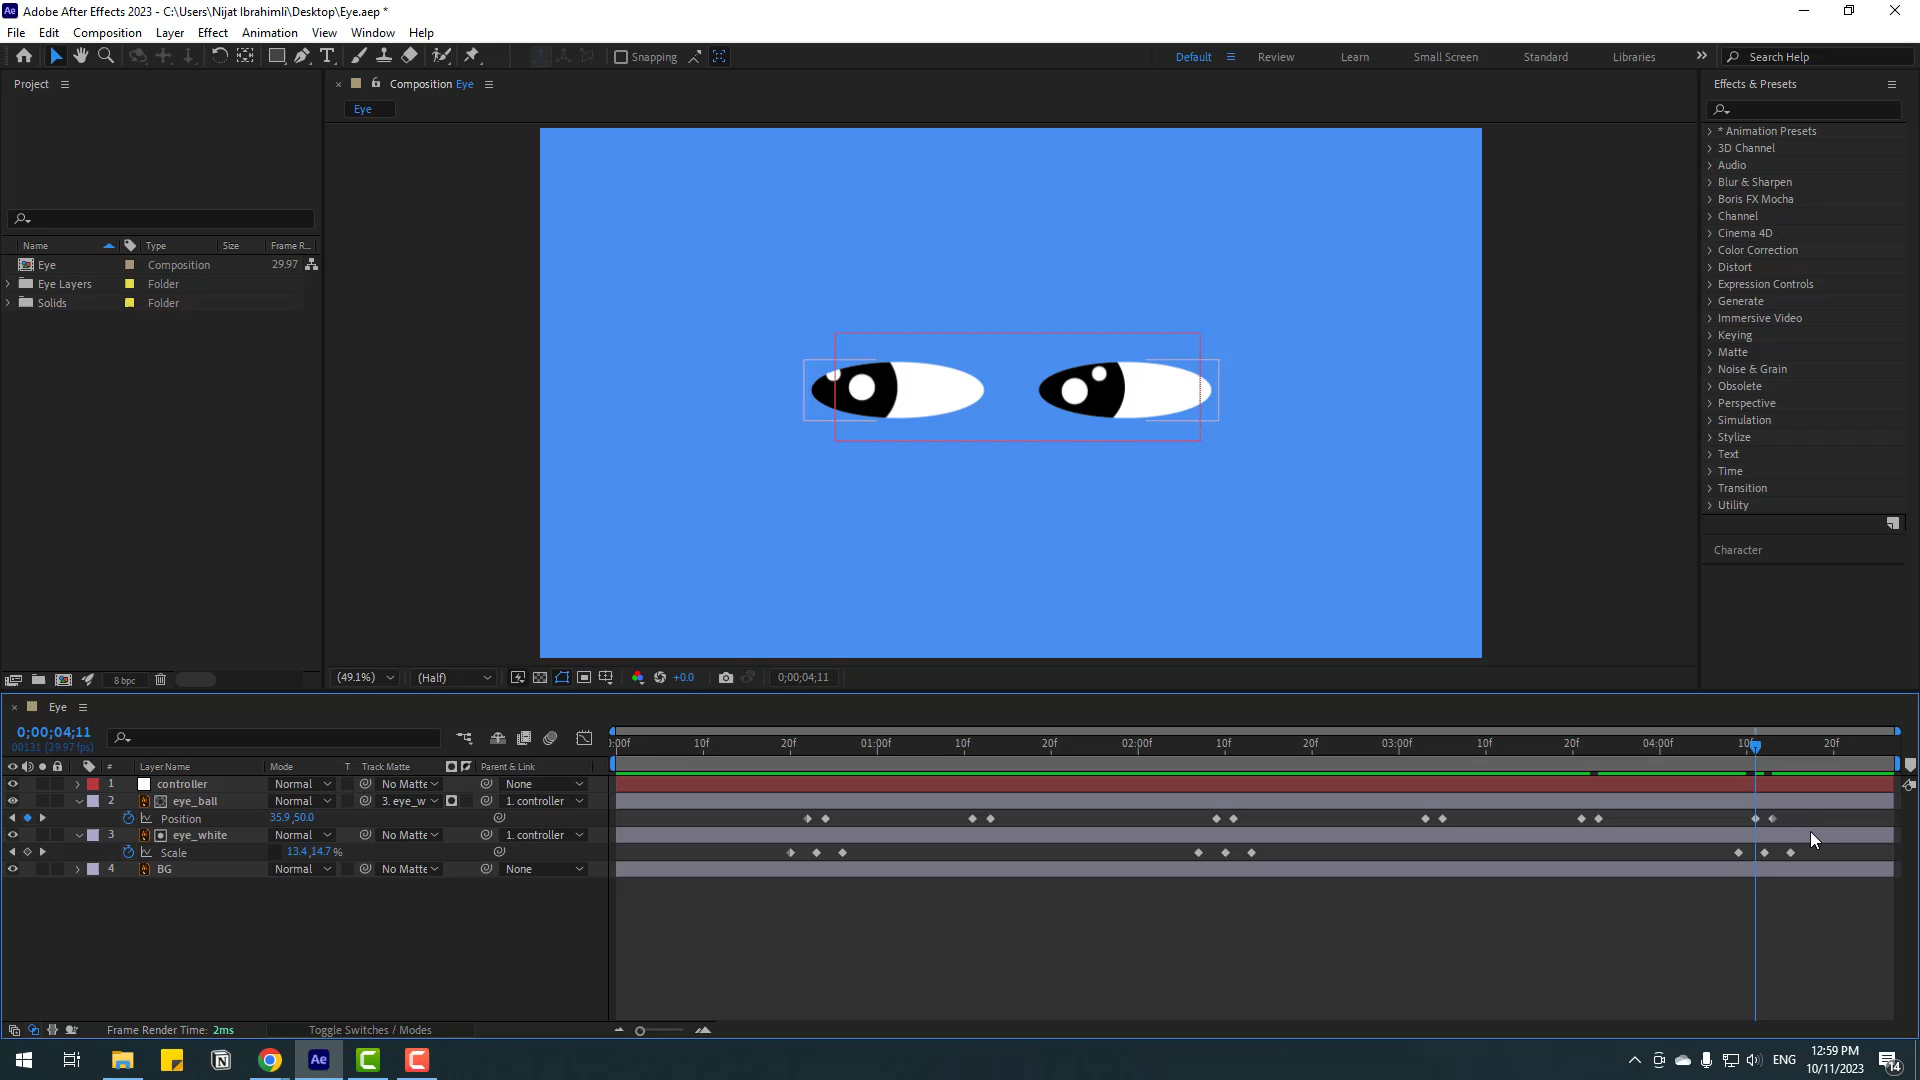 Adobe After Effects 2023 - C:\Users\Nijat Ibrahimli\Desktop\Eye.aep *
File Edit Composition Layer Effect Animation View Window Help
Snapping Default Review Learn Small Screen Standard Libraries Search Help
Project
Composition Eye
Eye
Name Type Size Frame R...
Eye Composition 29.97
Eye Layers Folder
Solids Folder
8 bpc
(49.1%) (Half) +0.0 0;00;04;11
Effects & Presets
* Animation Presets
3D Channel
Audio
Blur & Sharpen
Boris FX Mocha
Channel
Cinema 4D
Color Correction
Distort
Expression Controls
Generate
Immersive Video
Keying
Matte
Noise & Grain
Obsolete
Perspective
Simulation
Stylize
Text
Time
Transition
Utility
Character
Eye
0;00;04;11
00131 (29.97 fps)
):00f 10f 20f 01:00f 10f 20f 02:00f 10f 20f 03:00f 10f 20f 04:00f 10f 20f
# Layer Name Mode T Track Matte Parent & Link
1 controller Normal No Matte None
2 eye_ball Normal 3. eye_w 1. controller
Position 35.9,50.0
3 eye_white Normal No Matte 1. controller
Scale 13.4,14.7 %
4 BG Normal No Matte None
Frame Render Time: 2ms Toggle Switches / Modes
Ae
ENG
12:59 PM
10/11/2023
14